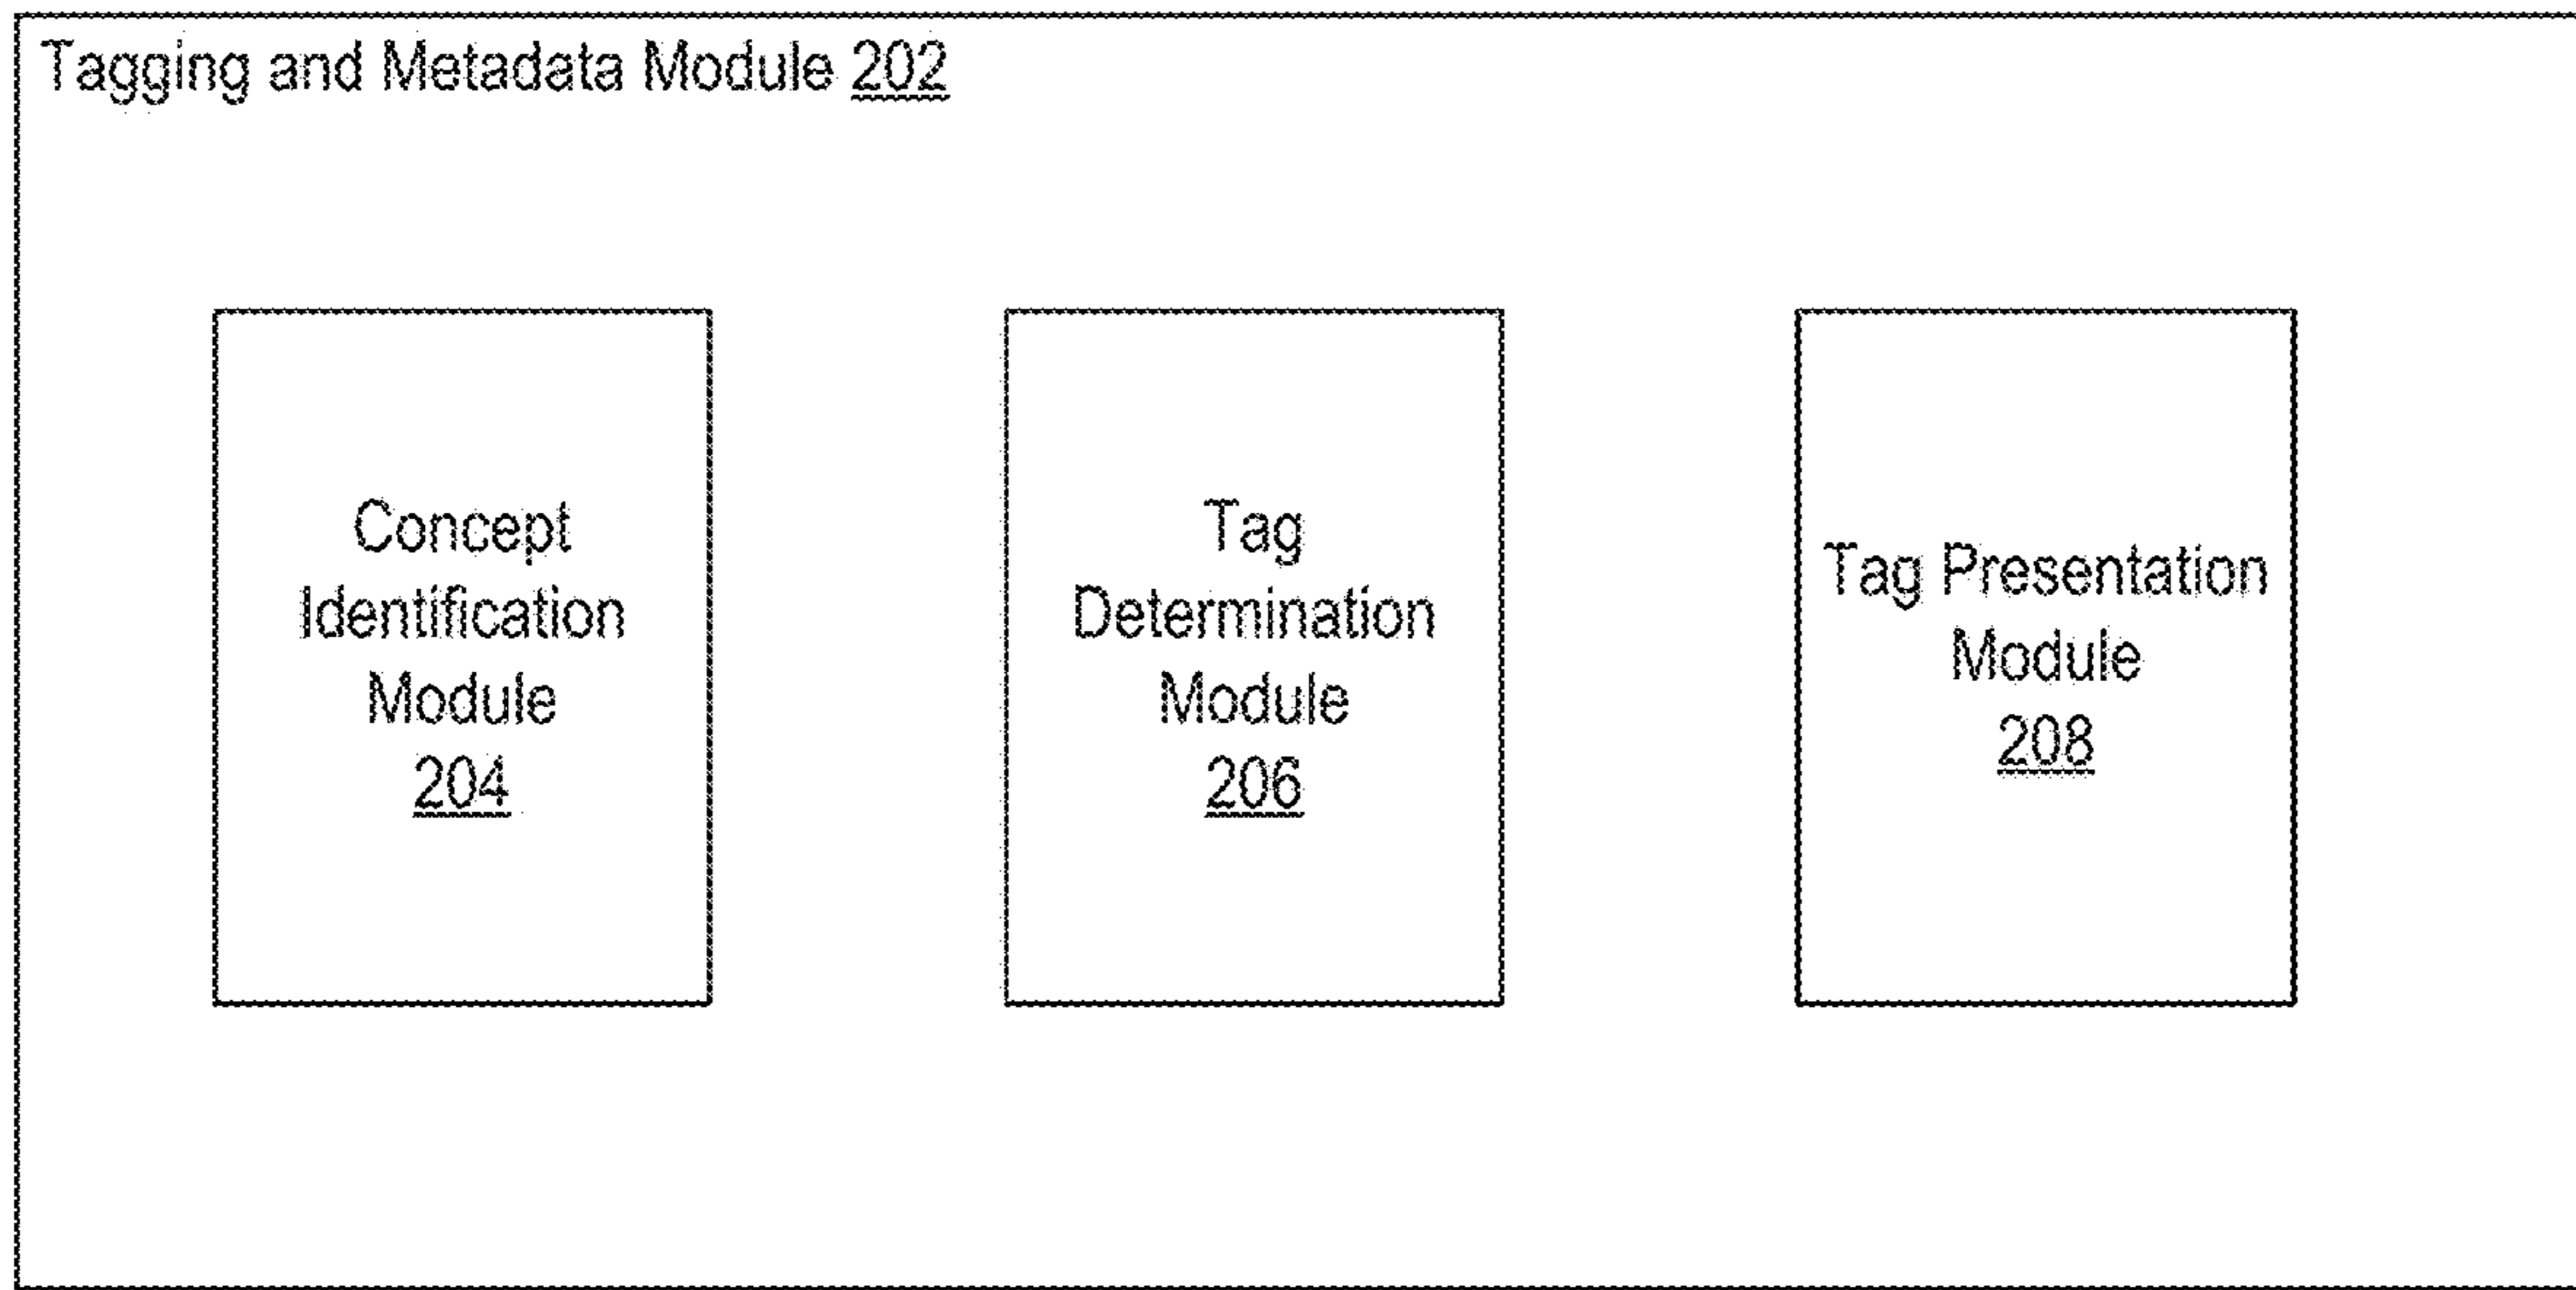 Tagging and Metadata Module 202
Concept
Identification
Module
204
Tag
Determination
Module
206
Tag Presentation
Module
208